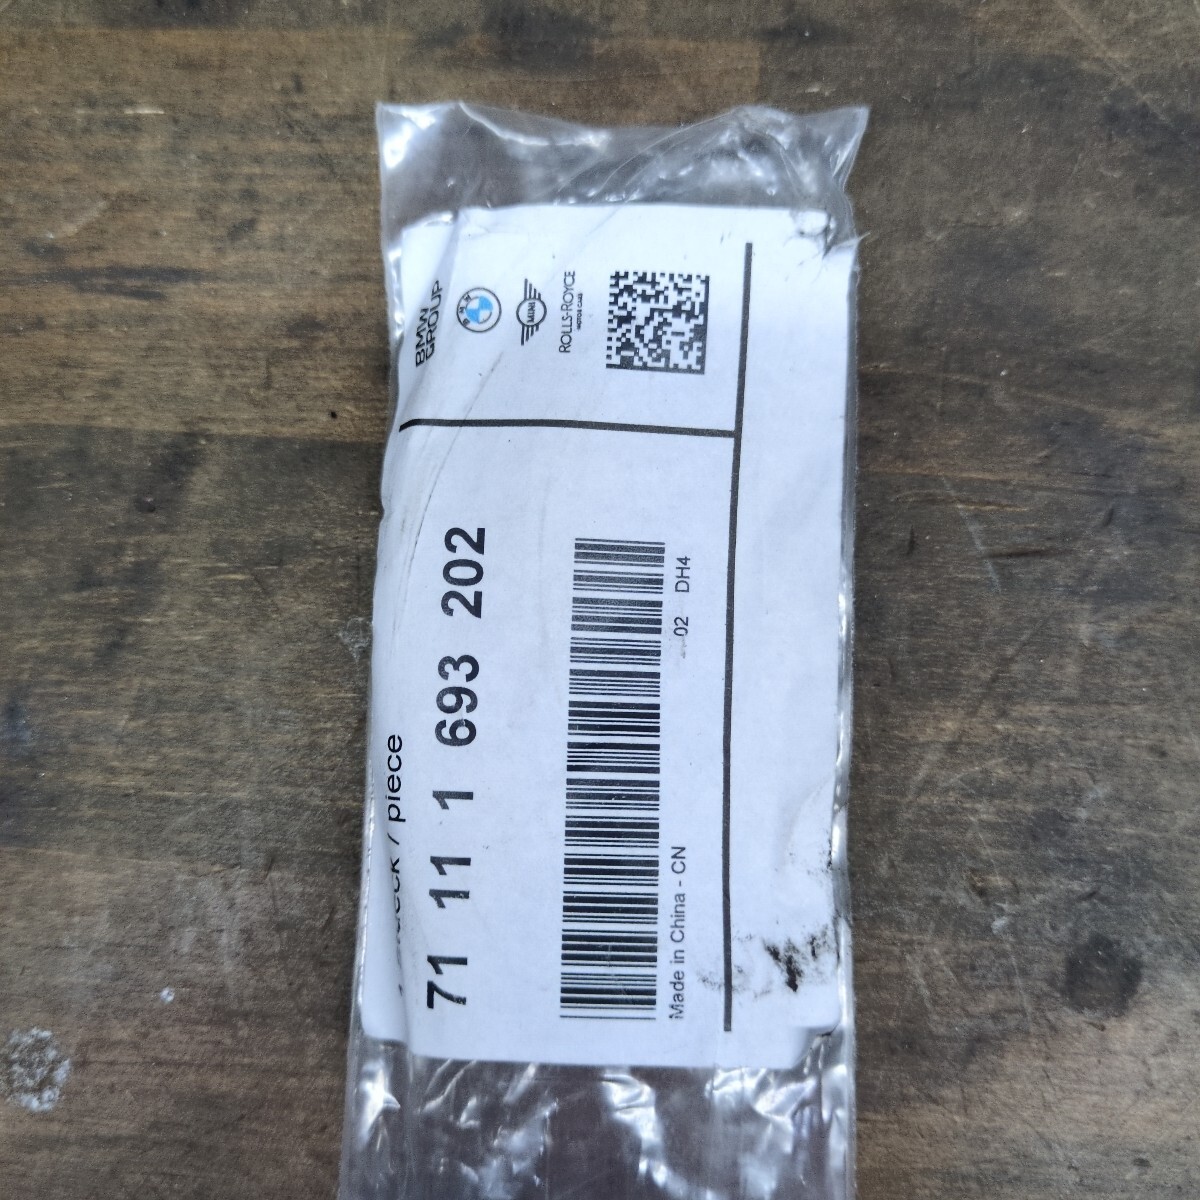 BMW
GROUP
MINI
ROLLS-ROYCE
MOTOR CARS
/ piece
71 11 1 693 202
Made in China - CN
02 DH4